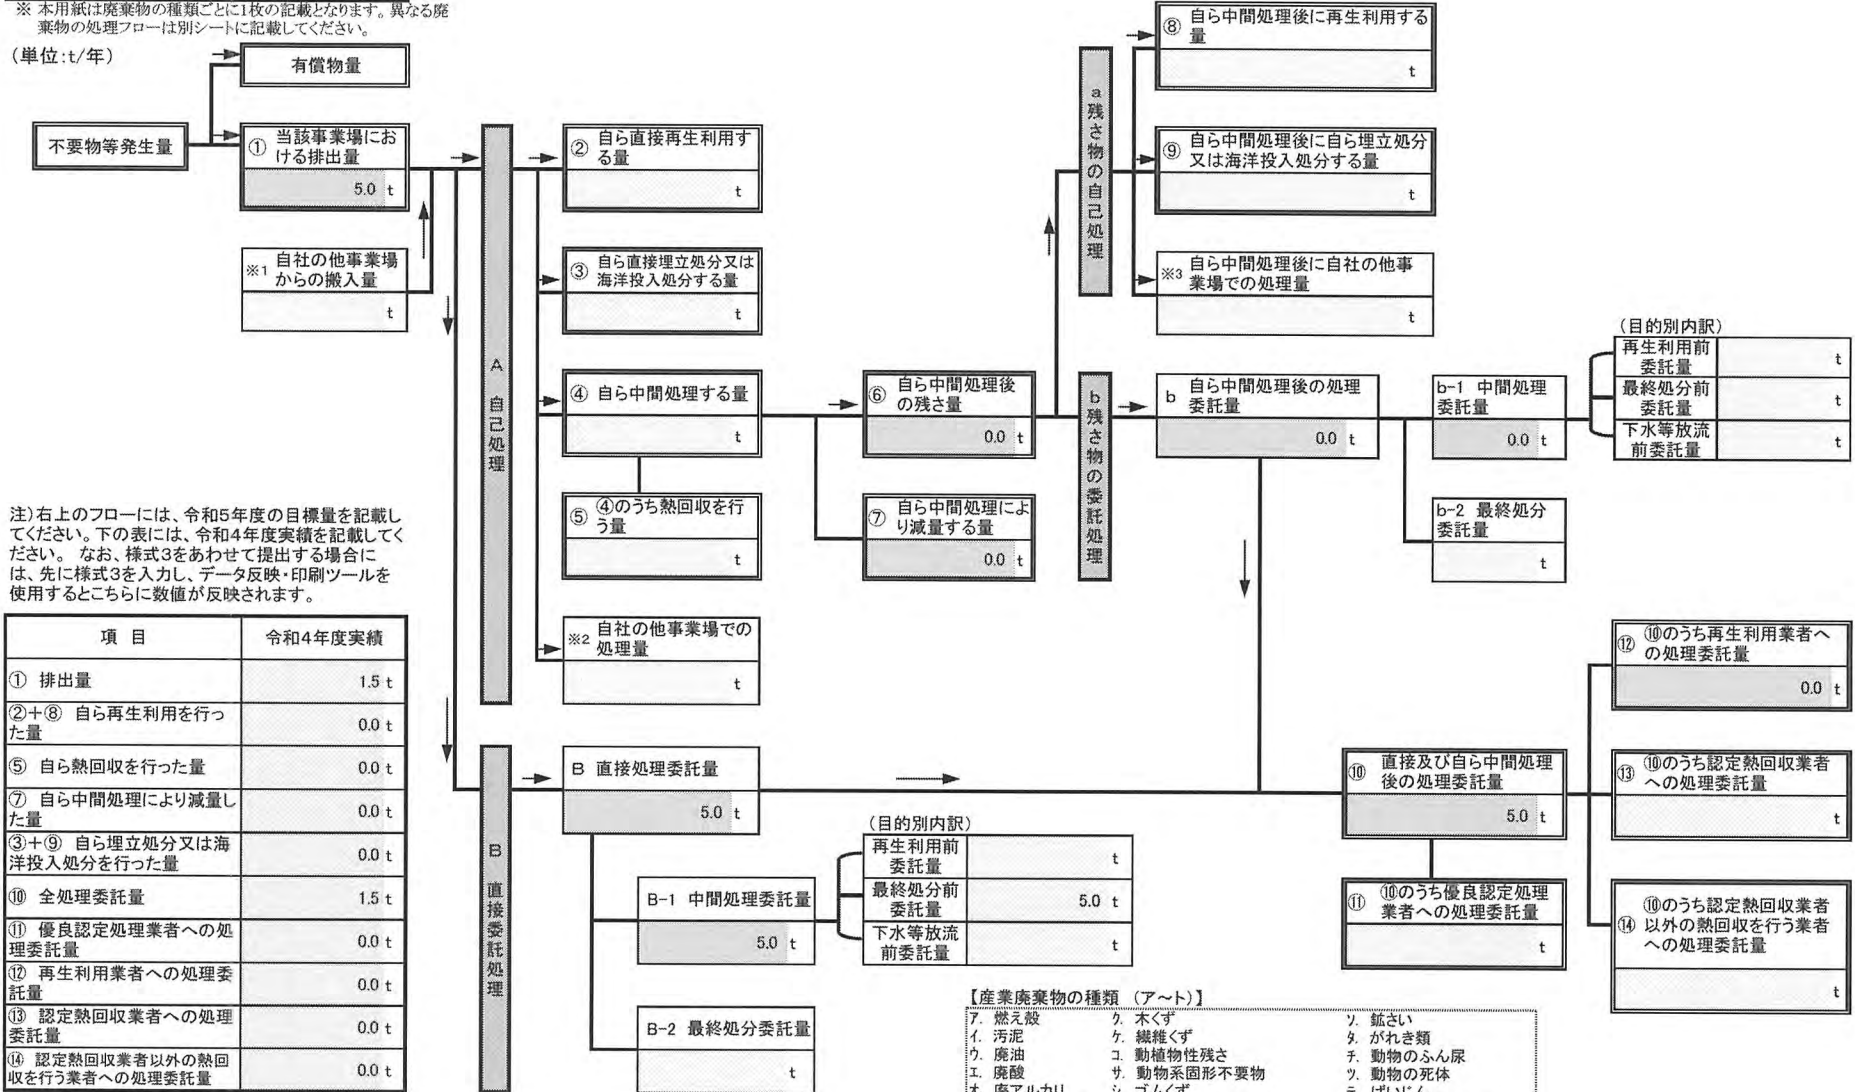 ※ 本用紙は廃棄物の種類ごとに1枚の記載となります。異なる廃
棄物の処理フローは別シートに記載してください。
(単位:t/年)
有償物量
不要物等発生量
① 当該事業場にお
ける排出量
5.0 t
※1 自社の他事業場
からの搬入量
t
A 自己処理
② 自ら直接再生利用す
る量
t
③ 自ら直接埋立処分又は
海洋投入処分する量
t
④ 自ら中間処理する量
t
⑤ ④のうち熱回収を行
う量
t
※2 自社の他事業場での
処理量
t
⑥ 自ら中間処理後
の残さ量
0.0 t
⑦ 自ら中間処理によ
り減量する量
0.0 t
a 残さ物の自己処理
⑧ 自ら中間処理後に再生利用する
量
t
⑨ 自ら中間処理後に自ら埋立処分
又は海洋投入処分する量
t
※3 自ら中間処理後に自社の他事
業場での処理量
t
b 残さ物の委託処理
b 自ら中間処理後の処理
委託量
0.0 t
b-1 中間処理
委託量
0.0 t
(目的別内訳)
再生利用前
委託量 t
最終処分前
委託量 t
下水等放流
前委託量 t
b-2 最終処分
委託量
t
注)右上のフローには、令和5年度の目標量を記載し
てください。下の表には、令和4年度実績を記載してく
ださい。 なお、様式3をあわせて提出する場合に
は、先に様式3を入力し、データ反映・印刷ツールを
使用するとこちらに数値が反映されます。
項 目 令和4年度実績
① 排出量 1.5 t
②+⑧ 自ら再生利用を行っ
た量 0.0 t
⑤ 自ら熱回収を行った量 0.0 t
⑦ 自ら中間処理により減量し
た量 0.0 t
③+⑨ 自ら埋立処分又は海
洋投入処分を行った量 0.0 t
⑩ 全処理委託量 1.5 t
⑪ 優良認定処理業者への処
理委託量 0.0 t
⑫ 再生利用業者への処理委
託量 0.0 t
⑬ 認定熱回収業者への処理
委託量 0.0 t
⑭ 認定熱回収業者以外の熱回
収を行う業者への処理委託量 0.0 t
B 直接委託処理
B 直接処理委託量
5.0 t
B-1 中間処理委託量
5.0 t
(目的別内訳)
再生利用前
委託量 t
最終処分前
委託量 5.0 t
下水等放流
前委託量 t
B-2 最終処分委託量
t
⑩ 直接及び自ら中間処理
後の処理委託量
5.0 t
⑪ ⑩のうち優良認定処理
業者への処理委託量
t
⑫ ⑩のうち再生利用業者へ
の処理委託量
0.0 t
⑬ ⑩のうち認定熱回収業者
への処理委託量
t
⑭ ⑩のうち認定熱回収業者
以外の熱回収を行う業者
への処理委託量
t
【産業廃棄物の種類 (ア～ト)】
ア. 燃え殻 ク. 木くず ソ. 鉱さい
イ. 汚泥 ケ. 繊維くず タ. がれき類
ウ. 廃油 コ. 動植物性残さ チ. 動物のふん尿
エ. 廃酸 サ. 動物系固形不要物 ツ. 動物の死体
オ. 廃アルカリ シ. ゴムくず テ. ばいじん